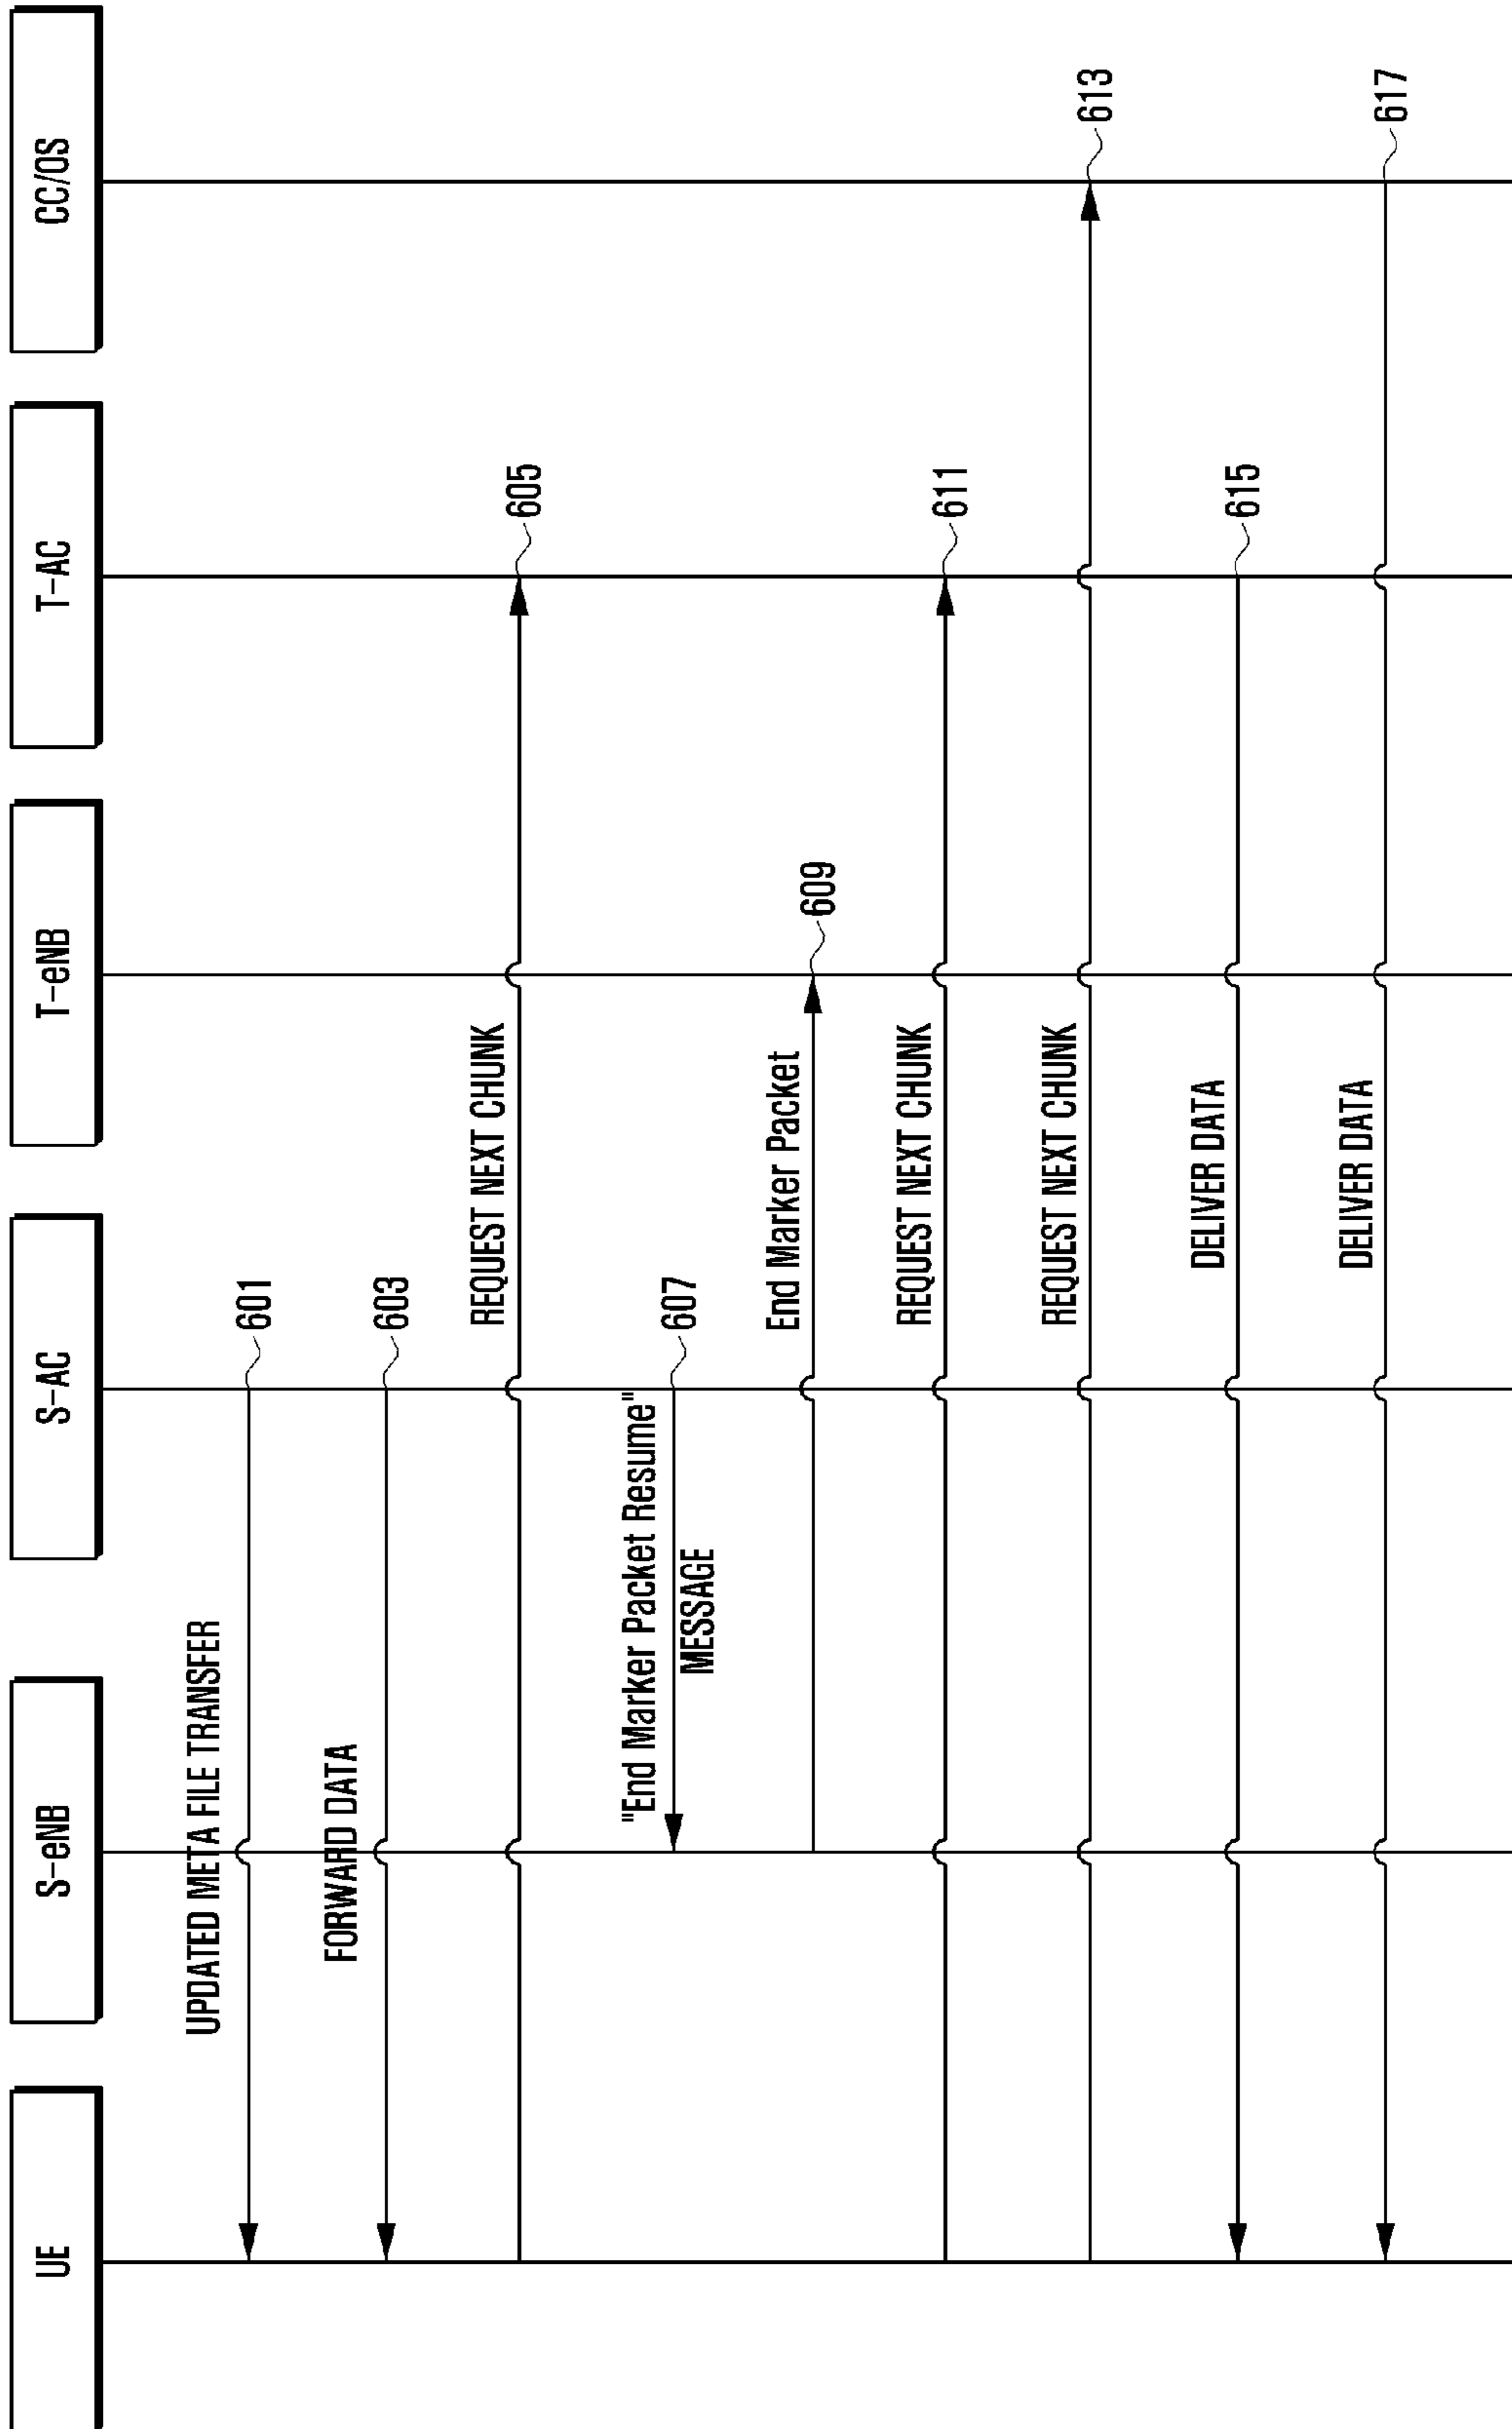 UE
S-eNB
S-AC
T-eNB
T-AC
CC/OS
UPDATED META FILE TRANSFER
601
FORWARD DATA
603
REQUEST NEXT CHUNK
605
"End Marker Packet Resume"
MESSAGE
607
End Marker Packet
609
REQUEST NEXT CHUNK
611
REQUEST NEXT CHUNK
613
DELIVER DATA
615
DELIVER DATA
617